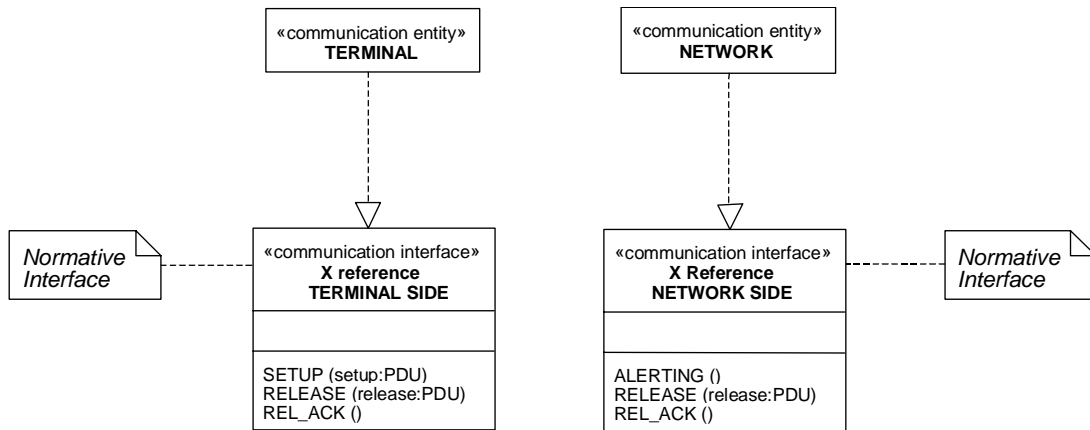 «communication entity»
TERMINAL
«communication entity»
NETWORK
Normative
Interface
«communication interface»
X reference
TERMINAL SIDE
SETUP (setup:PDU)
RELEASE (release:PDU)
REL_ACK ()
«communication interface»
X Reference
NETWORK SIDE
ALERTING ()
RELEASE (release:PDU)
REL_ACK ()
Normative
Interface